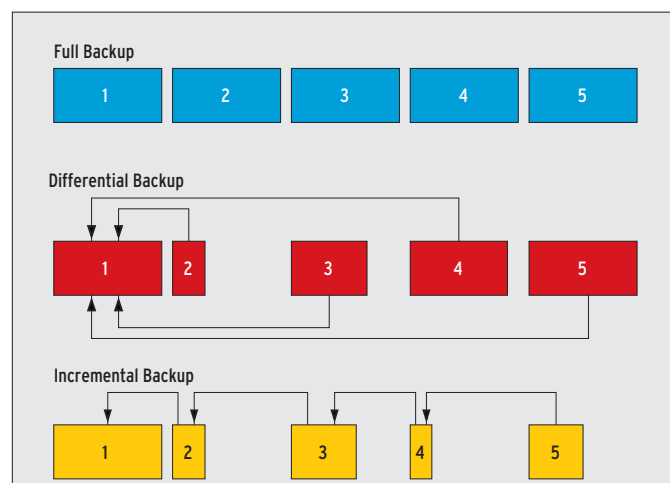 Full Backup
1 2 3 4 5
Differential Backup
1 2 3 4 5
Incremental Backup
1 2 3 4 5